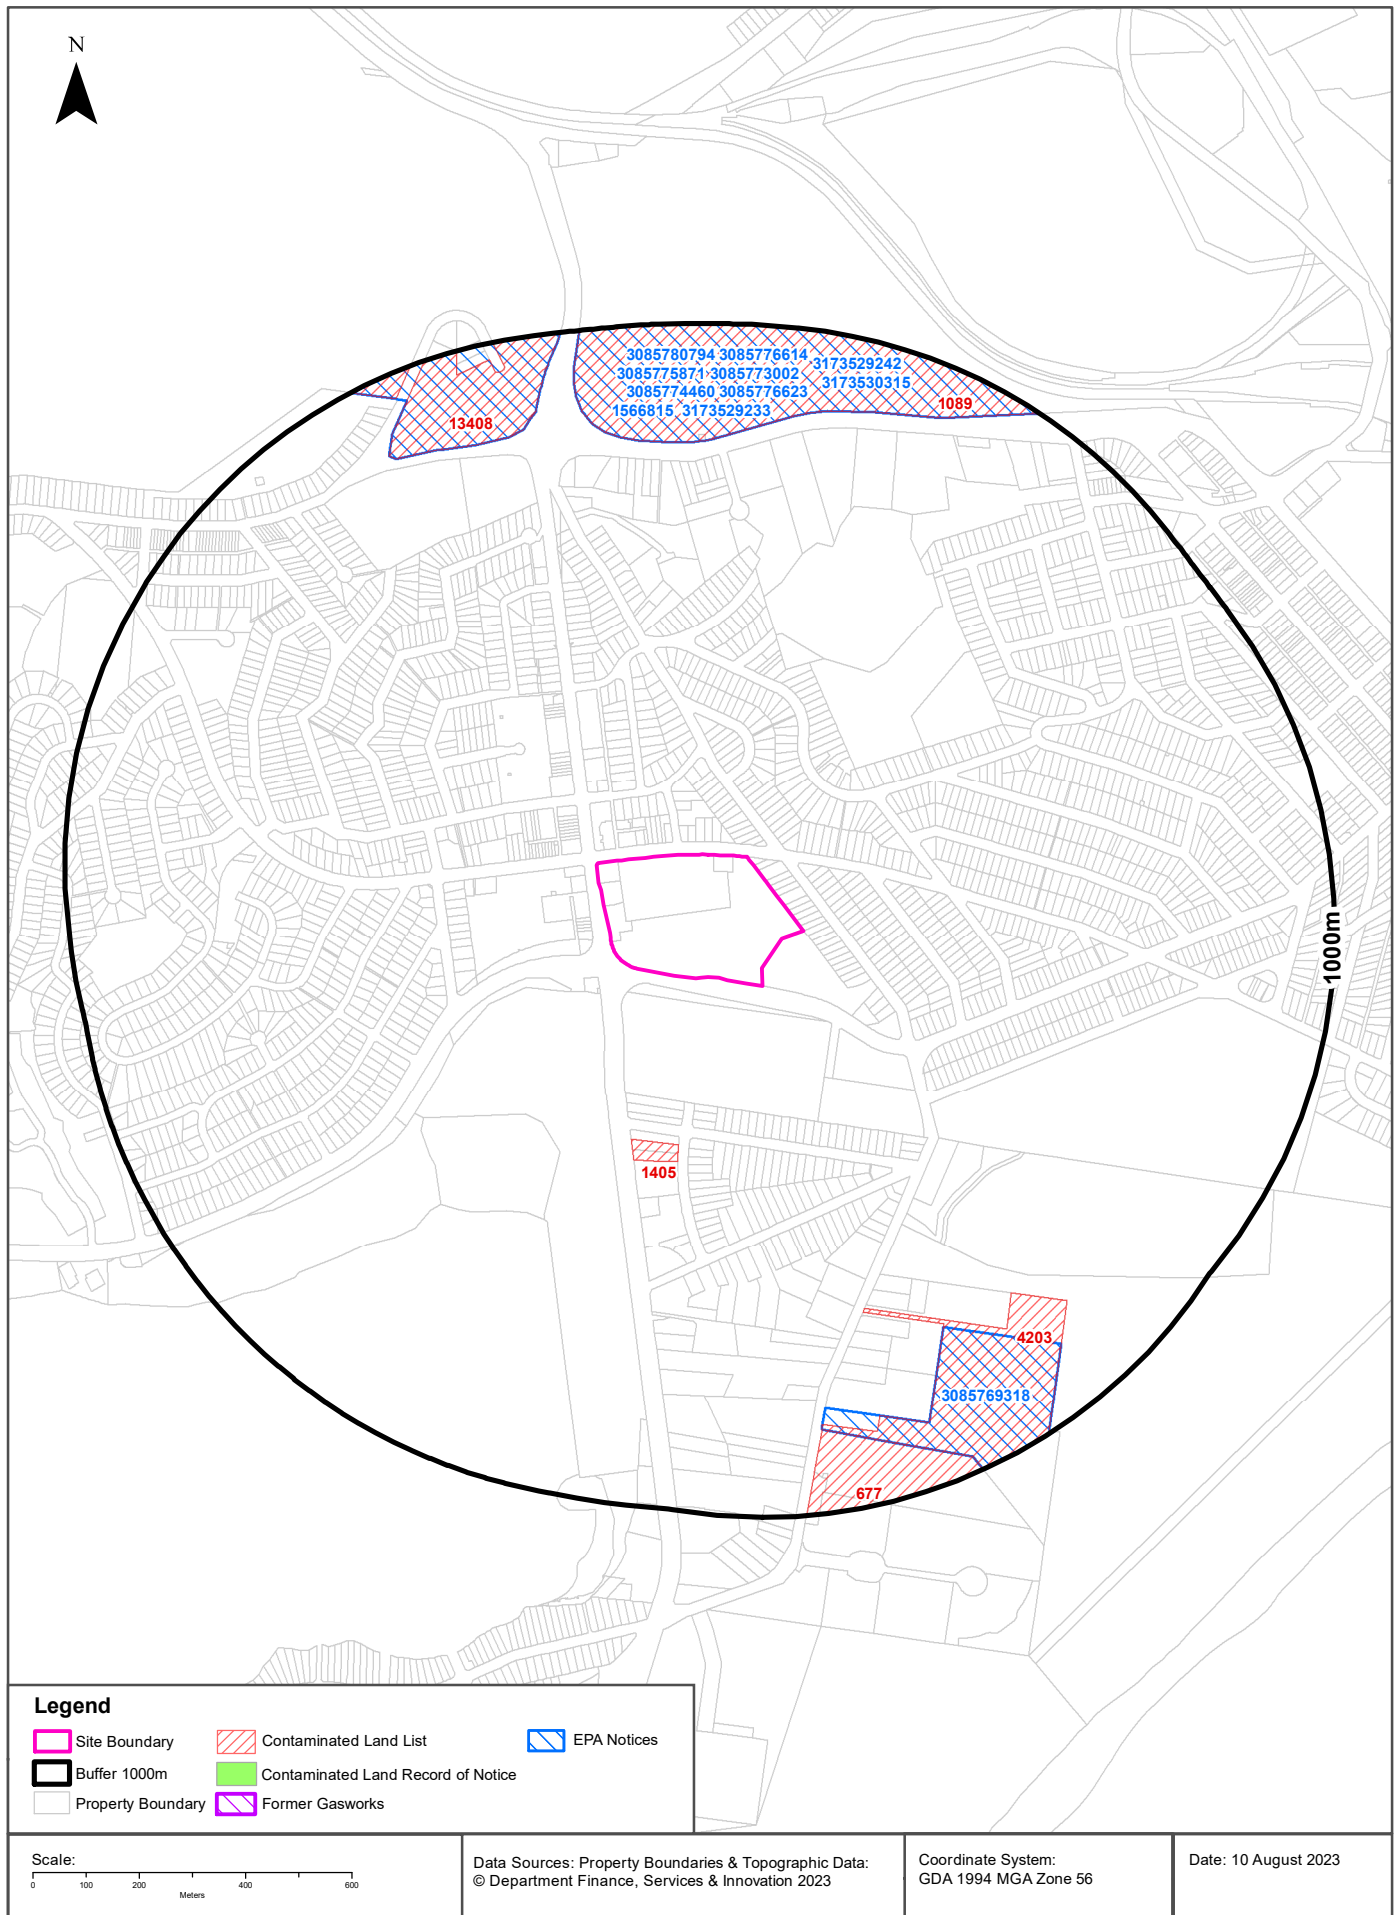 N
3085780794 3085776614
3173529242
3085775871 3085773002
3173530315
3085774460 3085776623
1089
1566815 3173529233
13408
1000m
1405
4203
3085769318
677
Legend
Site Boundary
Contaminated Land List
EPA Notices
Buffer 1000m
Contaminated Land Record of Notice
Property Boundary
Former Gasworks
Scale:
0 100 200 400 600
Meters
Data Sources: Property Boundaries & Topographic Data:
© Department Finance, Services & Innovation 2023
Coordinate System:
GDA 1994 MGA Zone 56
Date: 10 August 2023